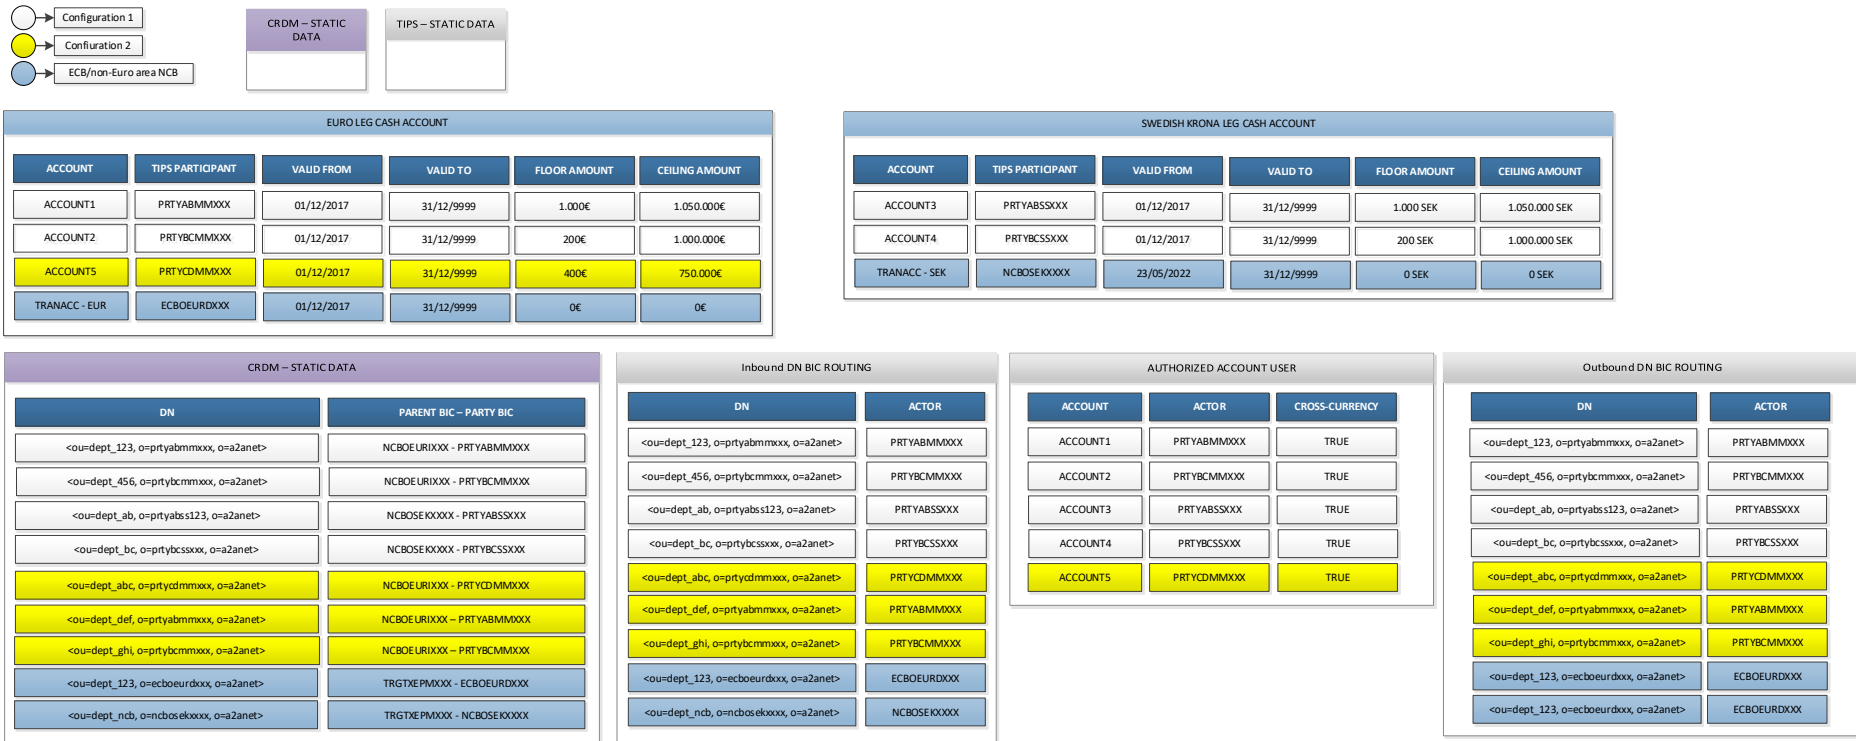 Configuration 1
Confiuration 2
ECB/non-Euro area NCB
CRDM – STATIC
DATA
TIPS – STATIC DATA
EURO LEG CASH ACCOUNT
ACCOUNT TIPS PARTICIPANT VALID FROM VALID TO FLOOR AMOUNT CEILING AMOUNT
ACCOUNT1 PRTYABMMXXX 01/12/2017 31/12/9999 1.000€ 1.050.000€
ACCOUNT2 PRTYBCMMXXX 01/12/2017 31/12/9999 200€ 1.000.000€
ACCOUNT5 PRTYCDMMXXX 01/12/2017 31/12/9999 400€ 750.000€
TRANACC - EUR ECBOEURDXXX 01/12/2017 31/12/9999 0€ 0€
SWEDISH KRONA LEG CASH ACCOUNT
ACCOUNT TIPS PARTICIPANT VALID FROM VALID TO FLOOR AMOUNT CEILING AMOUNT
ACCOUNT3 PRTYABSSXXX 01/12/2017 31/12/9999 1.000 SEK 1.050.000 SEK
ACCOUNT4 PRTYBCSSXXX 01/12/2017 31/12/9999 200 SEK 1.000.000 SEK
TRANACC - SEK NCBOSEKXXXX 23/05/2022 31/12/9999 0 SEK 0 SEK
CRDM – STATIC DATA
DN PARENT BIC – PARTY BIC
<ou=dept_123, o=prtyabmmxxx, o=a2anet> NCBOEURIXXX - PRTYABMMXXX
<ou=dept_456, o=prtybcmmxxx, o=a2anet> NCBOEURIXXX - PRTYBCMMXXX
<ou=dept_ab, o=prtyabss123, o=a2anet> NCBOSEKXXXX - PRTYABSSXXX
<ou=dept_bc, o=prtybcssxxx, o=a2anet> NCBOSEKXXXX - PRTYBCSSXXX
<ou=dept_abc, o=prtycdmmxxx, o=a2anet> NCBOEURIXXX - PRTYCDMMXXX
<ou=dept_def, o=prtyabmmxxx, o=a2anet> NCBOEURIXXX – PRTYABMMXXX
<ou=dept_ghi, o=prtybcmmxxx, o=a2anet> NCBOEURIXXX – PRTYBCMMXXX
<ou=dept_123, o=ecboeurdxxx, o=a2anet> TRGTXEPMXXX - ECBOEURDXXX
<ou=dept_ncb, o=ncbosekxxxx, o=a2anet> TRGTXEPMXXX - NCBOSEKXXXX
Inbound DN BIC ROUTING
DN ACTOR
<ou=dept_123, o=prtyabmmxxx, o=a2anet> PRTYABMMXXX
<ou=dept_456, o=prtybcmmxxx, o=a2anet> PRTYBCMMXXX
<ou=dept_ab, o=prtyabss123, o=a2anet> PRTYABSSXXX
<ou=dept_bc, o=prtybcssxxx, o=a2anet> PRTYBCSSXXX
<ou=dept_abc, o=prtycdmmxxx, o=a2anet> PRTYCDMMXXX
<ou=dept_def, o=prtyabmmxxx, o=a2anet> PRTYABMMXXX
<ou=dept_ghi, o=prtybcmmxxx, o=a2anet> PRTYBCMMXXX
<ou=dept_123, o=ecboeurdxxx, o=a2anet> ECBOEURDXXX
<ou=dept_ncb, o=ncbosekxxxx, o=a2anet> NCBOSEKXXXX
AUTHORIZED ACCOUNT USER
ACCOUNT ACTOR CROSS-CURRENCY
ACCOUNT1 PRTYABMMXXX TRUE
ACCOUNT2 PRTYBCMMXXX TRUE
ACCOUNT3 PRTYABSSXXX TRUE
ACCOUNT4 PRTYBCSSXXX TRUE
ACCOUNT5 PRTYCDMMXXX TRUE
Outbound DN BIC ROUTING
DN ACTOR
<ou=dept_123, o=prtyabmmxxx, o=a2anet> PRTYABMMXXX
<ou=dept_456, o=prtybcmmxxx, o=a2anet> PRTYBCMMXXX
<ou=dept_ab, o=prtyabss123, o=a2anet> PRTYABSSXXX
<ou=dept_bc, o=prtybcssxxx, o=a2anet> PRTYBCSSXXX
<ou=dept_abc, o=prtycdmmxxx, o=a2anet> PRTYCDMMXXX
<ou=dept_def, o=prtyabmmxxx, o=a2anet> PRTYABMMXXX
<ou=dept_ghi, o=prtybcmmxxx, o=a2anet> PRTYBCMMXXX
<ou=dept_123, o=ecboeurdxxx, o=a2anet> ECBOEURDXXX
<ou=dept_123, o=ecboeurdxxx, o=a2anet> ECBOEURDXXX